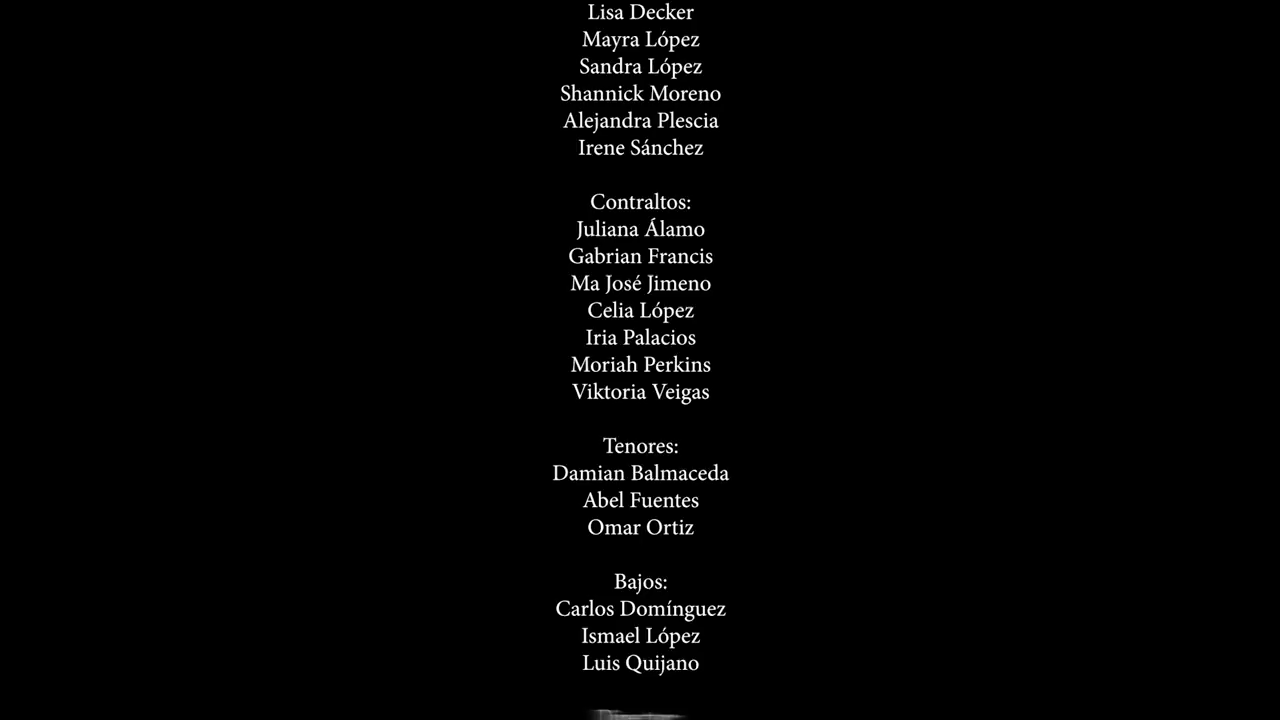 Lisa Decker
Mayra López
Sandra López
Shannick Moreno
Alejandra Plescia
Irene Sánchez
Contraltos:
Juliana Álamo
Gabrian Francis
Ma José Jimeno
Celia López
Iria Palacios
Moriah Perkins
Viktoria Veigas
Tenores:
Damian Balmaceda
Abel Fuentes
Omar Ortiz
Bajos:
Carlos Domínguez
Ismael López
Luis Quijano